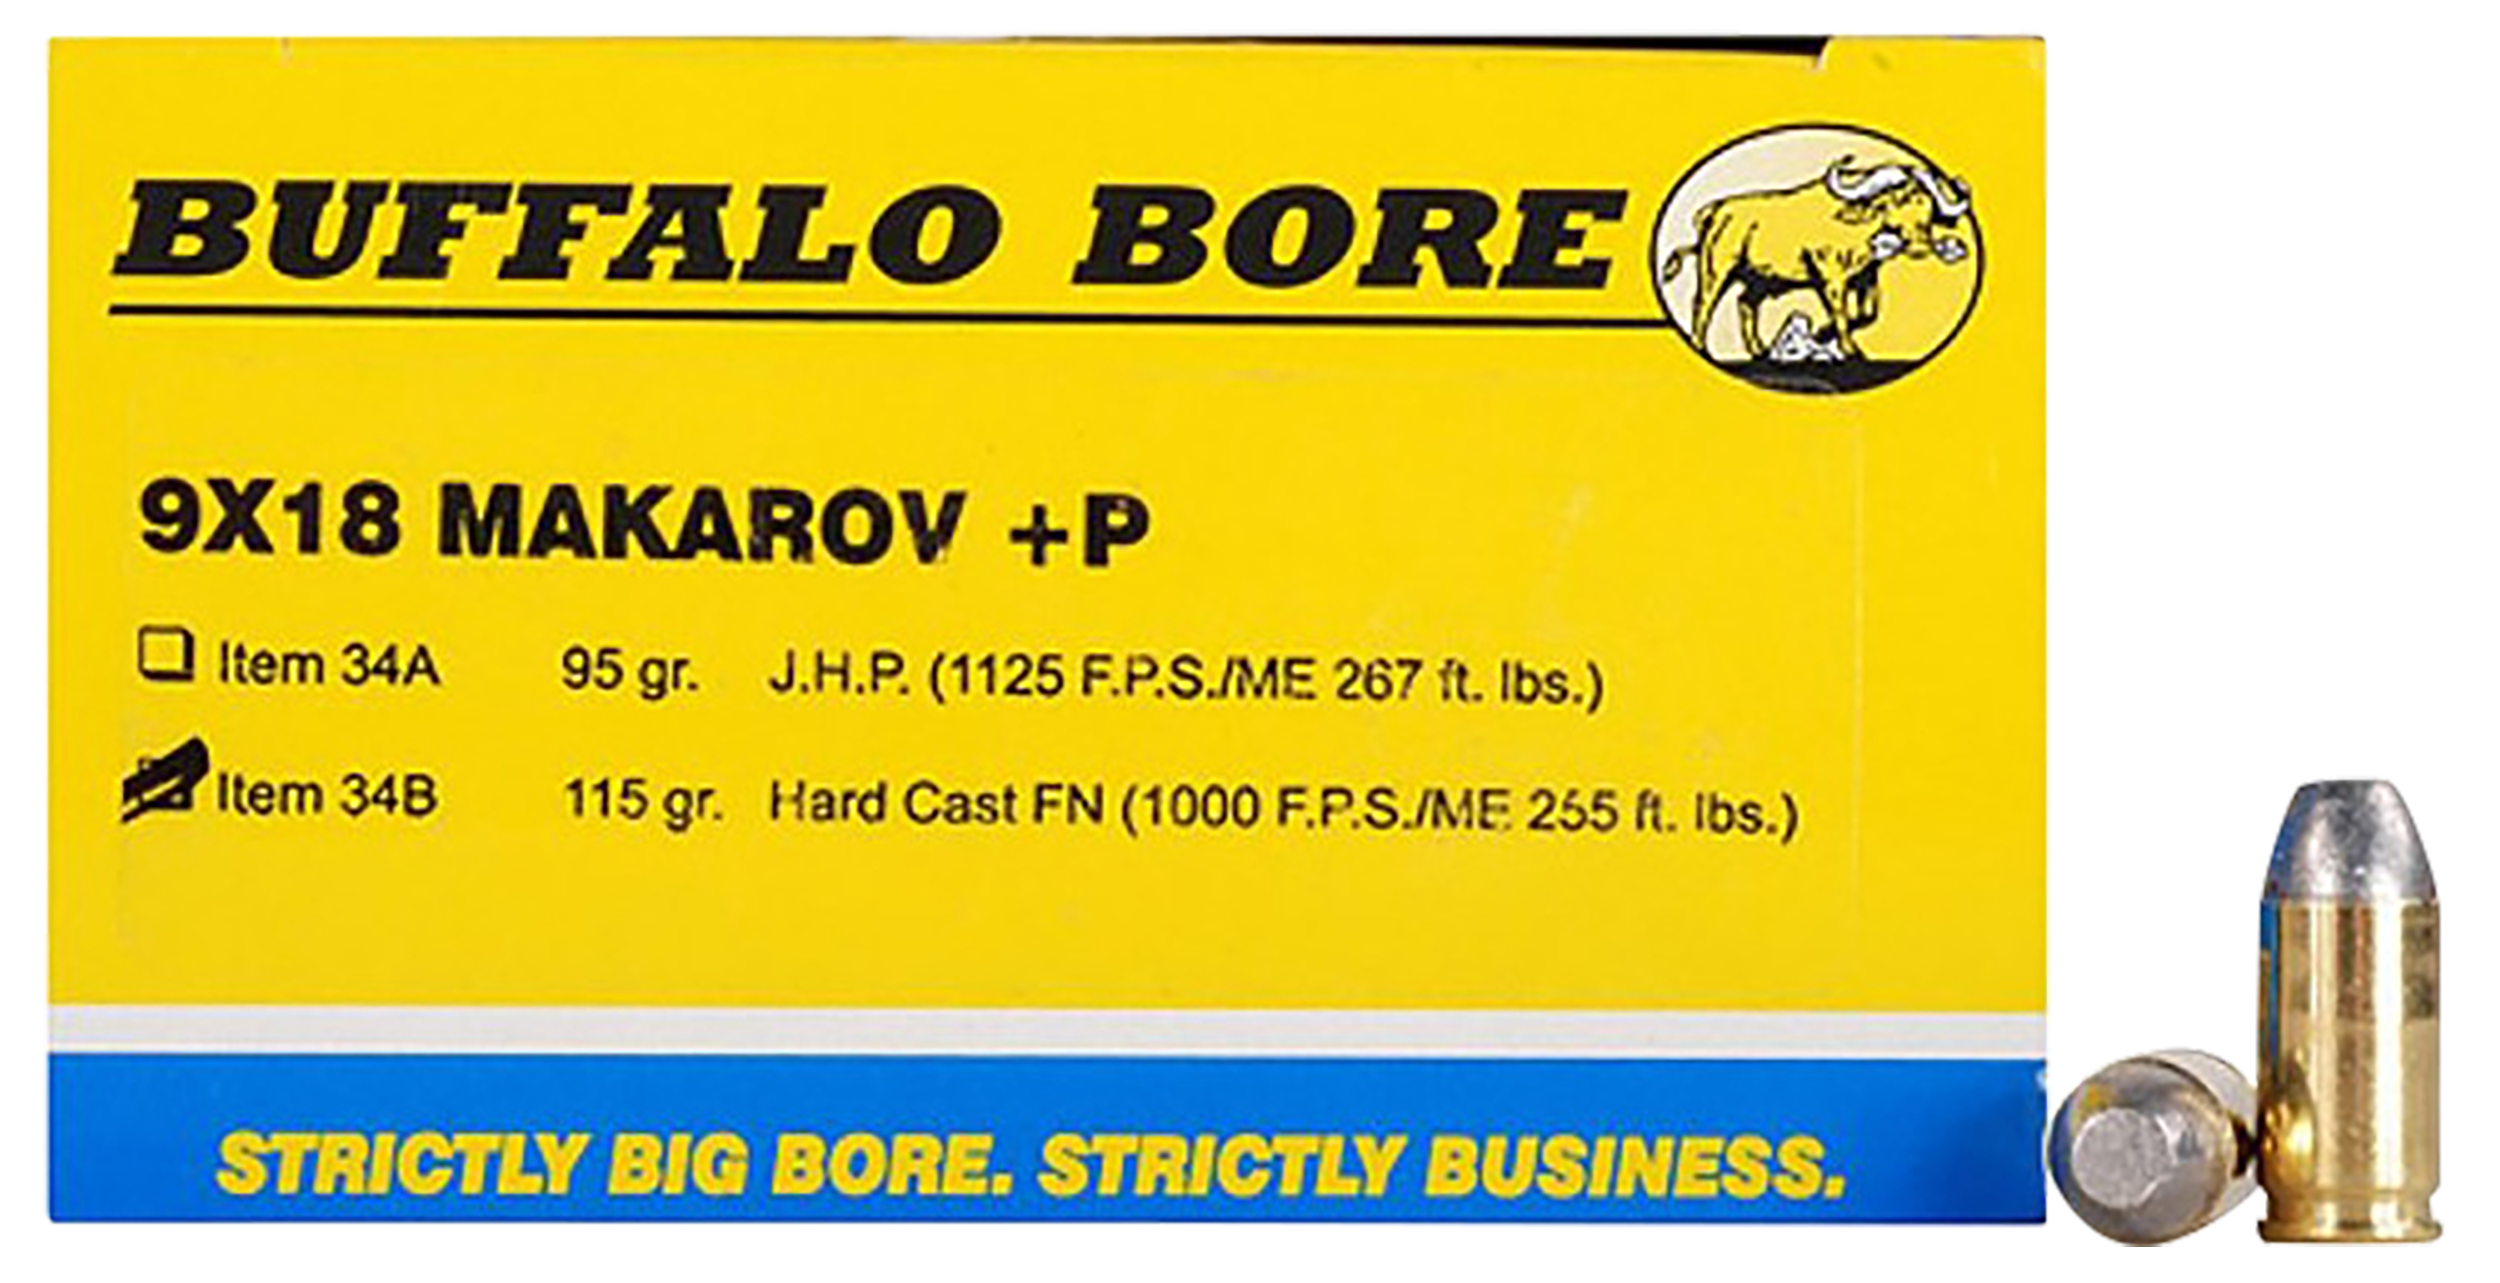 BUFFALO BORE
9X18 MAKAROV +P
Item 34A 95 gr. J.H.P. (1125 F.P.S./ME 267 ft. lbs.)
Item 34B 115 gr. Hard Cast FN (1000 F.P.S./ME 255 ft. lbs.)
STRICTLY BIG BORE. STRICTLY BUSINESS.